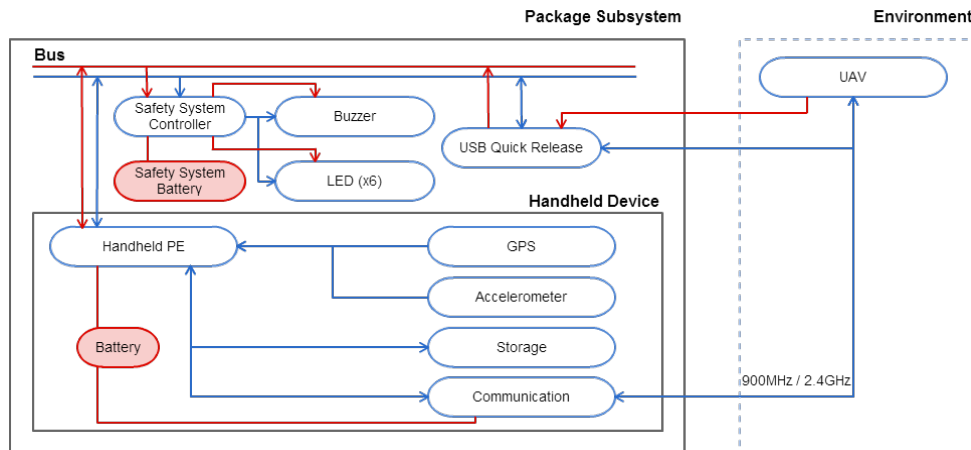 Package Subsystem
Environment
Bus
UAV
Safety System
Controller
Buzzer
USB Quick Release
Safety System
Battery
LED (x6)
Handheld Device
Handheld PE
GPS
Accelerometer
Battery
Storage
900MHz / 2.4GHz
Communication